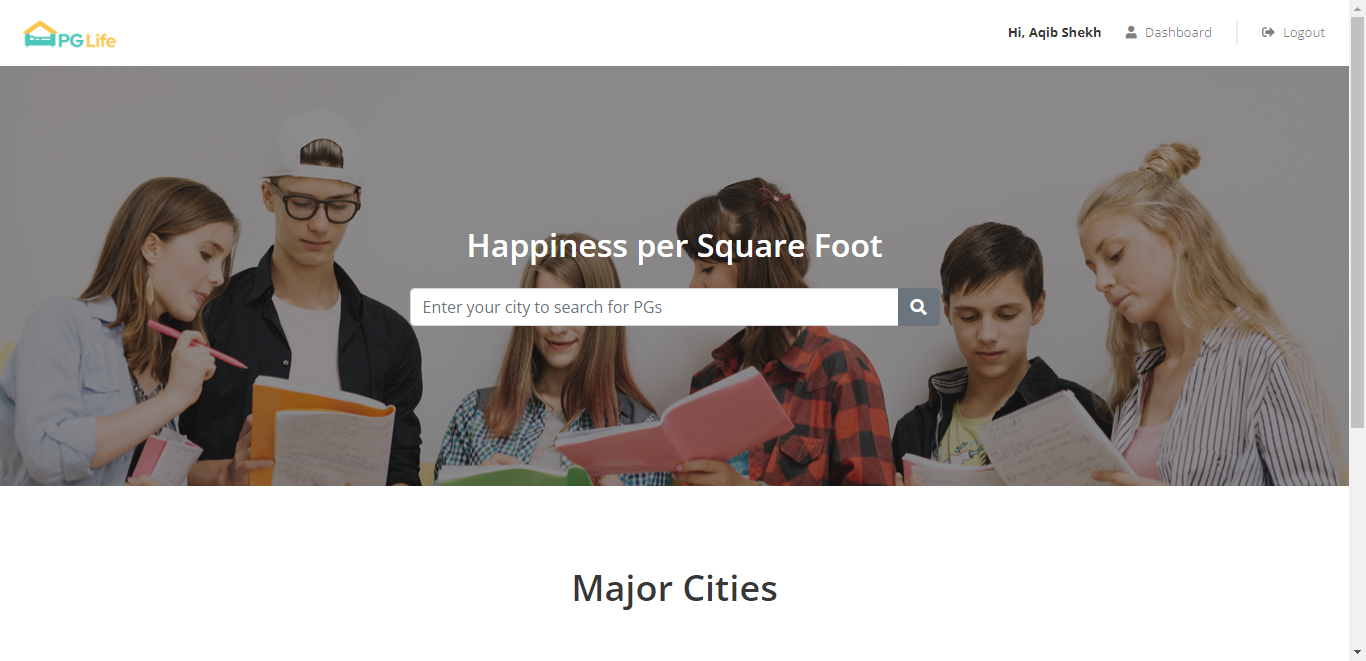 PG Life
Hi, Aqib Shekh
Dashboard
Logout
Happiness per Square Foot
Enter your city to search for PGs
Major Cities